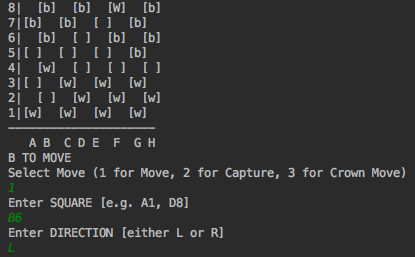 8|  [b]  [b]  [W]  [b]
7|[b]  [b]  [ ]  [b]
6|  [b]  [ ]  [b]  [b]
5|[ ]  [ ]  [ ]  [b]
4|  [w]  [ ]  [ ]  [ ]
3|[ ]  [w]  [w]  [w]
2|  [ ]  [w]  [w]  [w]
1|[w]  [w]  [w]  [w]
_____________________
   A B  C D E  F  G H
B TO MOVE
Select Move (1 for Move, 2 for Capture, 3 for Crown Move)
1
Enter SQUARE [e.g. A1, D8]
B6
Enter DIRECTION [either L or R]
L